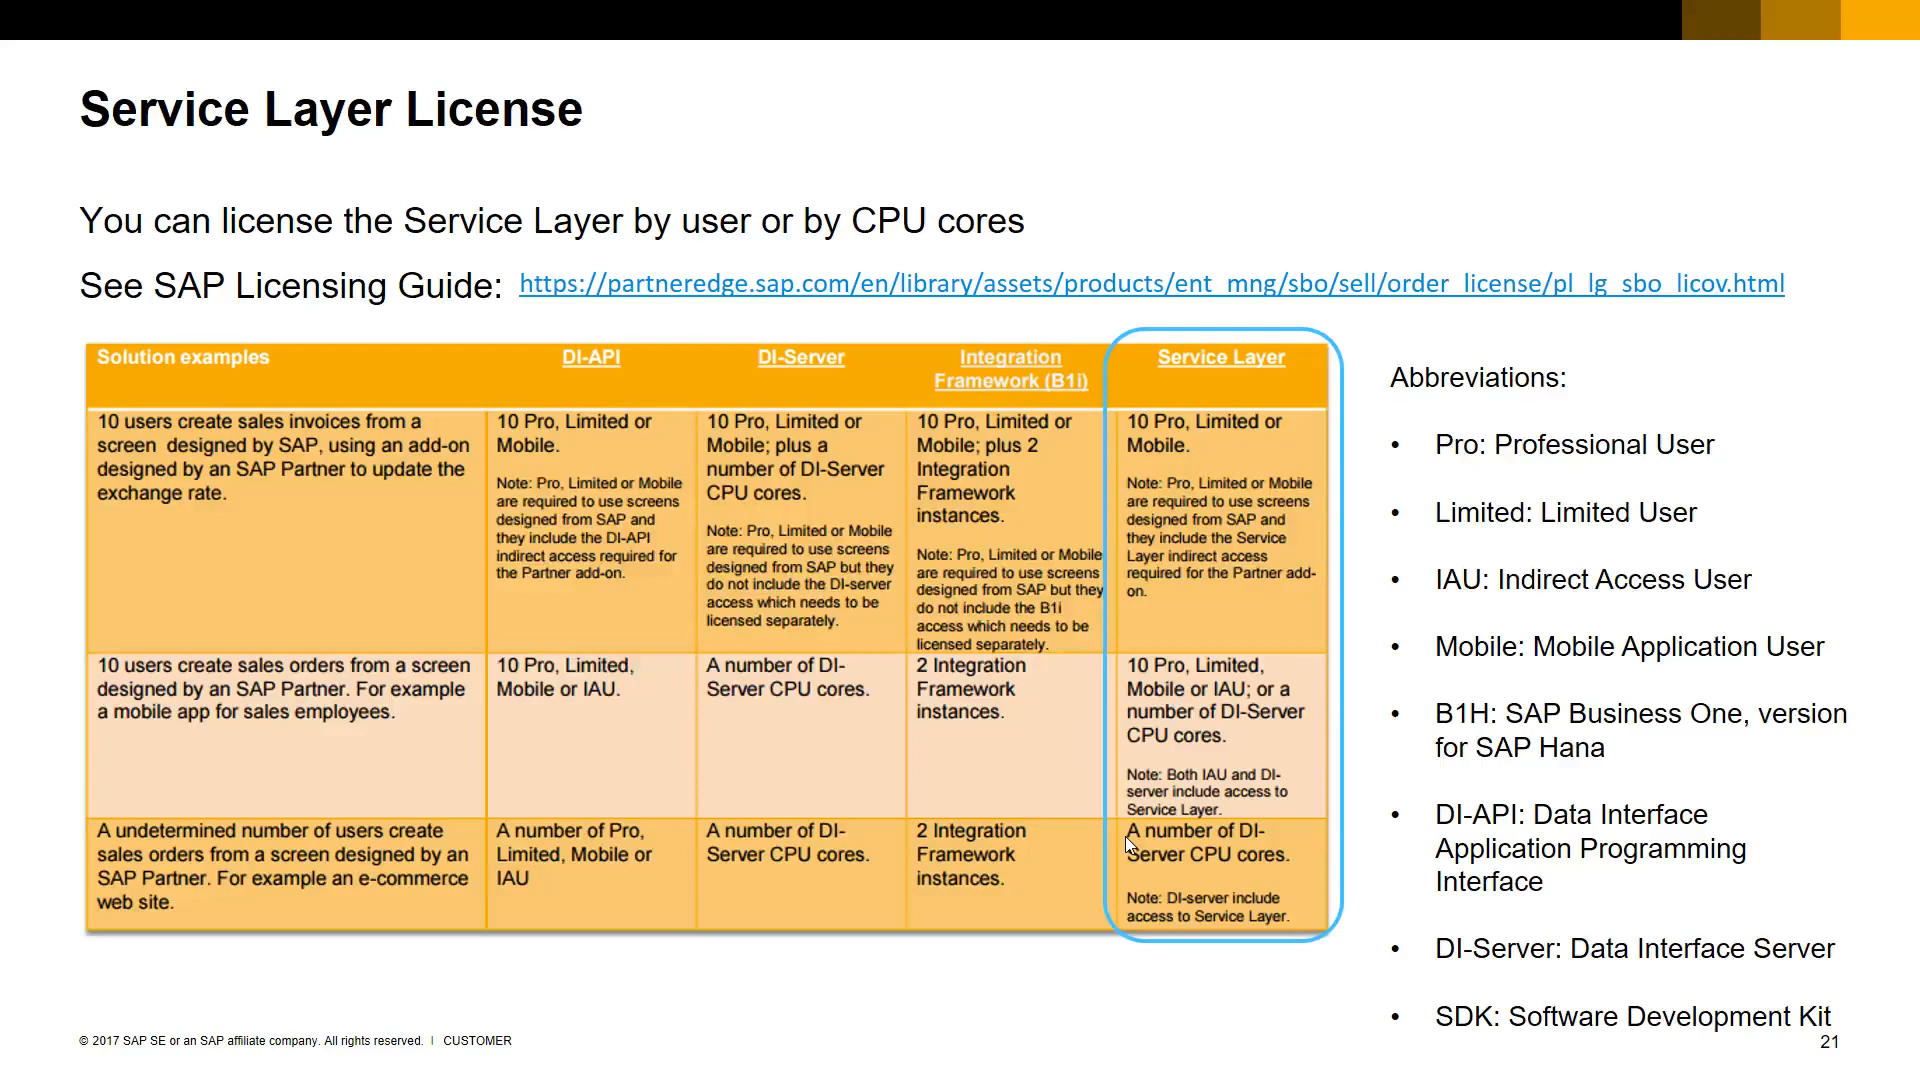 Service Layer License
You can license the Service Layer by user or by CPU cores
See SAP Licensing Guide: https://partneredge.sap.com/en/library/assets/products/ent_mng/sbo/sell/order_license/pl_lg_sbo_licov.html
Solution examples
DI-API
DI-Server
Integration
Framework (B1i)
Service Layer
10 users create sales invoices from a
screen designed by SAP, using an add-on
designed by an SAP Partner to update the
exchange rate.
10 Pro, Limited or
Mobile.
Note: Pro, Limited or Mobile
are required to use screens
designed from SAP and
they include the DI-API
indirect access required for
the Partner add-on.
10 Pro, Limited or
Mobile; plus a
number of DI-Server
CPU cores.
Note: Pro, Limited or Mobile
are required to use screens
designed from SAP but they
do not include the DI-server
access which needs to be
licensed separately.
10 Pro, Limited or
Mobile; plus 2
Integration
Framework
instances.
Note: Pro, Limited or Mobile
are required to use screens
designed from SAP but they
do not include the B1i
access which needs to be
licensed separately.
10 Pro, Limited or
Mobile.
Note: Pro, Limited or Mobile
are required to use screens
designed from SAP and
they include the Service
Layer indirect access
required for the Partner add-
on.
10 users create sales orders from a screen
designed by an SAP Partner. For example
a mobile app for sales employees.
10 Pro, Limited,
Mobile or IAU.
A number of DI-
Server CPU cores.
2 Integration
Framework
instances.
10 Pro, Limited,
Mobile or IAU; or a
number of DI-Server
CPU cores.
Note: Both IAU and DI-
server include access to
Service Layer.
A undetermined number of users create
sales orders from a screen designed by an
SAP Partner. For example an e-commerce
web site.
A number of Pro,
Limited, Mobile or
IAU
A number of DI-
Server CPU cores.
2 Integration
Framework
instances.
A number of DI-
Server CPU cores.
Note: DI-server include
access to Service Layer.
Abbreviations:
• Pro: Professional User
• Limited: Limited User
• IAU: Indirect Access User
• Mobile: Mobile Application User
• B1H: SAP Business One, version
for SAP Hana
• DI-API: Data Interface
Application Programming
Interface
• DI-Server: Data Interface Server
• SDK: Software Development Kit
© 2017 SAP SE or an SAP affiliate company. All rights reserved. | CUSTOMER
21